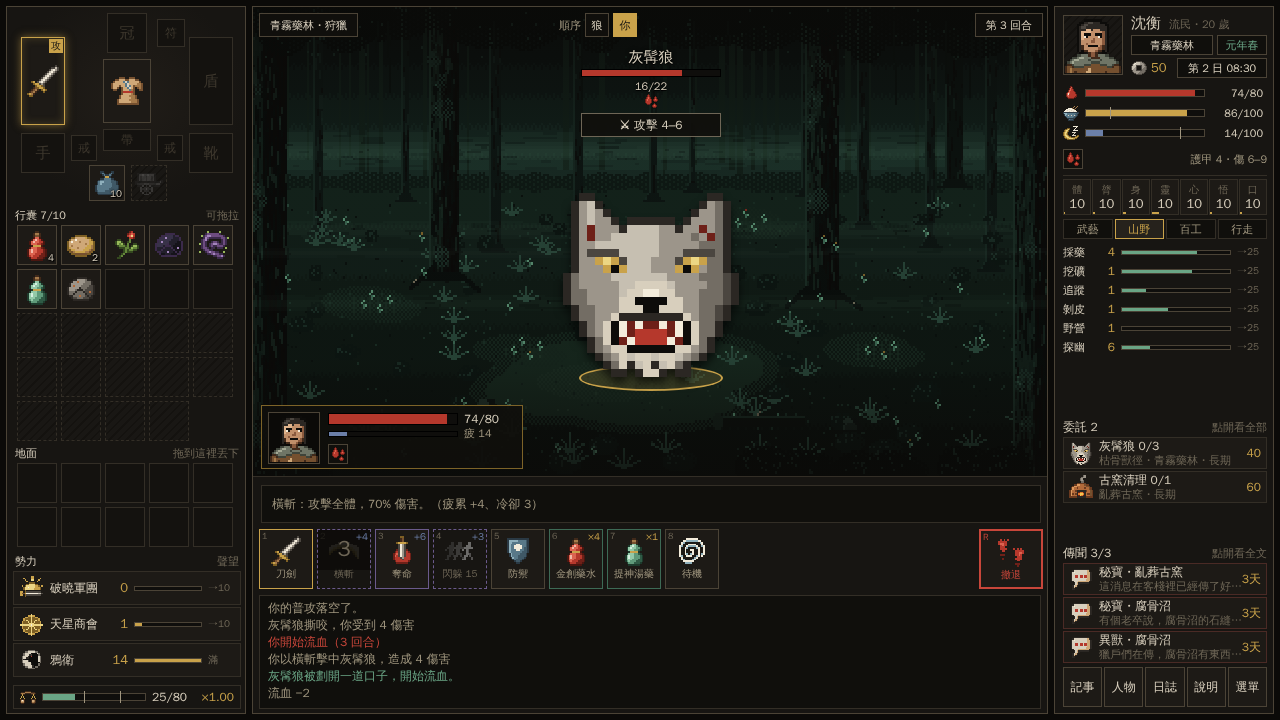 攻
冠
符
盾
手
戒
帶
戒
靴
10
行囊 7/10
可拖拉
4
2
地面
拖到這裡丟下
勢力
聲望
破曉軍團 0 →10
天星商會 1 →10
鴉衛 14 滿
25/80 ×1.00
青霧藥林・狩獵
順序 狼 你
第 3 回合
灰髯狼
16/22
⚔ 攻擊 4–6
74/80
疲 14
橫斬：攻擊全體，70% 傷害。（疲累 +4、冷卻 3）
1 刀劍
2 +4 3 橫斬
3 +6 奪命
4 +3 閃躲 15
5 防禦
6 ×4 金創藥水
7 ×1 提神湯藥
8 待機
R 撤退
你的普攻落空了。
灰髯狼撕咬，你受到 4 傷害
你開始流血（3 回合）
你以橫斬擊中灰髯狼，造成 4 傷害
灰髯狼被劃開一道口子，開始流血。
流血 −2
沈衡 流民・20 歲
青霧藥林 元年春
50 第 2 日 08:30
74/80
86/100
14/100
護甲 4・傷 6–9
體 臂 身 靈 心 悟 口
10 10 10 10 10 10 10
武藝 山野 百工 行走
採藥 4 →25
挖礦 1 →25
追蹤 1 →25
剝皮 1 →25
野營 1 →25
探幽 6 →25
委託 2 點開看全部
灰髯狼 0/3 40
枯骨獸徑・青霧藥林・長期
古窯清理 0/1 60
亂葬古窯・長期
傳聞 3/3 點開看全文
秘寶・亂葬古窯
這消息在客棧裡已經傳了好⋯ 3天
秘寶・腐骨沼
有個老卒說，腐骨沼的石縫⋯ 3天
異獸・腐骨沼
獵戶們在傳，腐骨沼有東西⋯ 3天
記事 人物 日誌 說明 選單